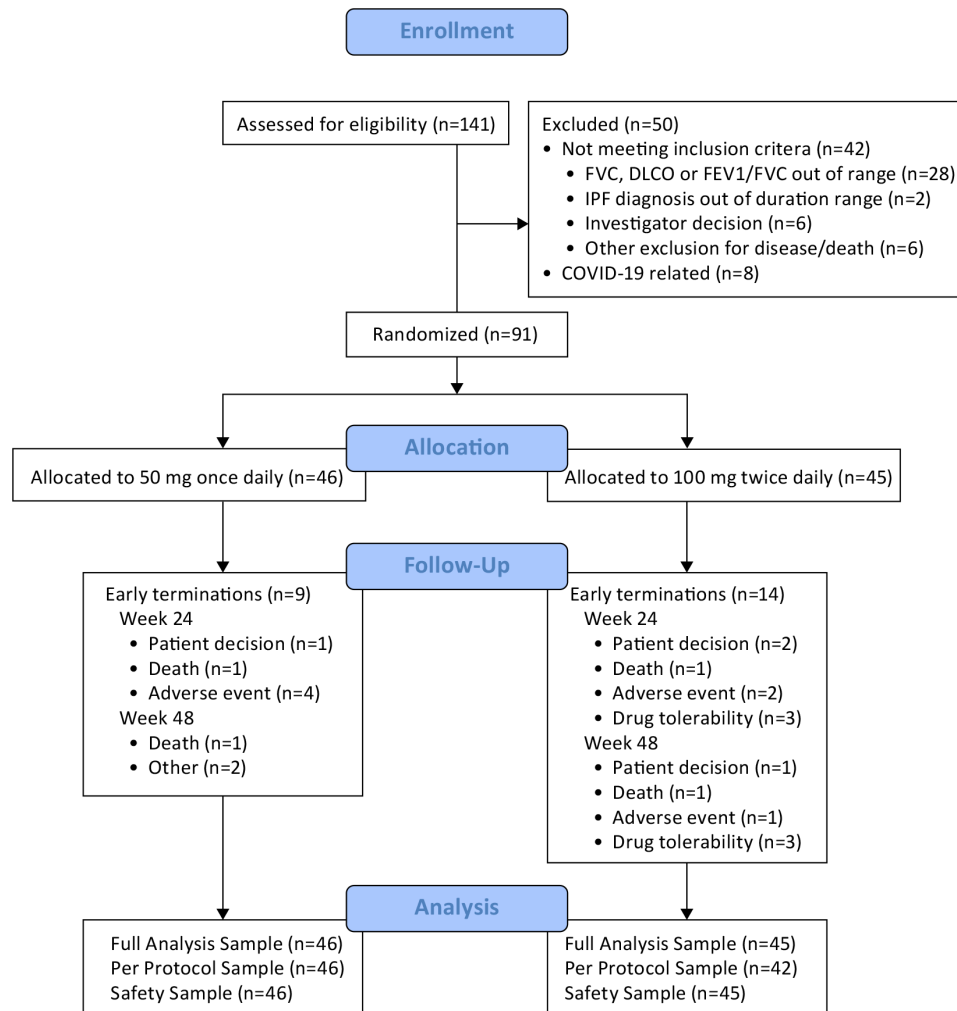 Enrollment
Assessed for eligibility (n=141)
Excluded (n=50)
• Not meeting inclusion critera (n=42)
• FVC, DLCO or FEV1/FVC out of range (n=28)
• IPF diagnosis out of duration range (n=2)
• Investigator decision (n=6)
• Other exclusion for disease/death (n=6)
• COVID-19 related (n=8)
Randomized (n=91)
Allocation
Allocated to 50 mg once daily (n=46)
Allocated to 100 mg twice daily (n=45)
Follow-Up
Early terminations (n=9)
Week 24
• Patient decision (n=1)
• Death (n=1)
• Adverse event (n=4)
Week 48
• Death (n=1)
• Other (n=2)
Early terminations (n=14)
Week 24
• Patient decision (n=2)
• Death (n=1)
• Adverse event (n=2)
• Drug tolerability (n=3)
Week 48
• Patient decision (n=1)
• Death (n=1)
• Adverse event (n=1)
• Drug tolerability (n=3)
Analysis
Full Analysis Sample (n=46)
Per Protocol Sample (n=46)
Safety Sample (n=46)
Full Analysis Sample (n=45)
Per Protocol Sample (n=42)
Safety Sample (n=45)